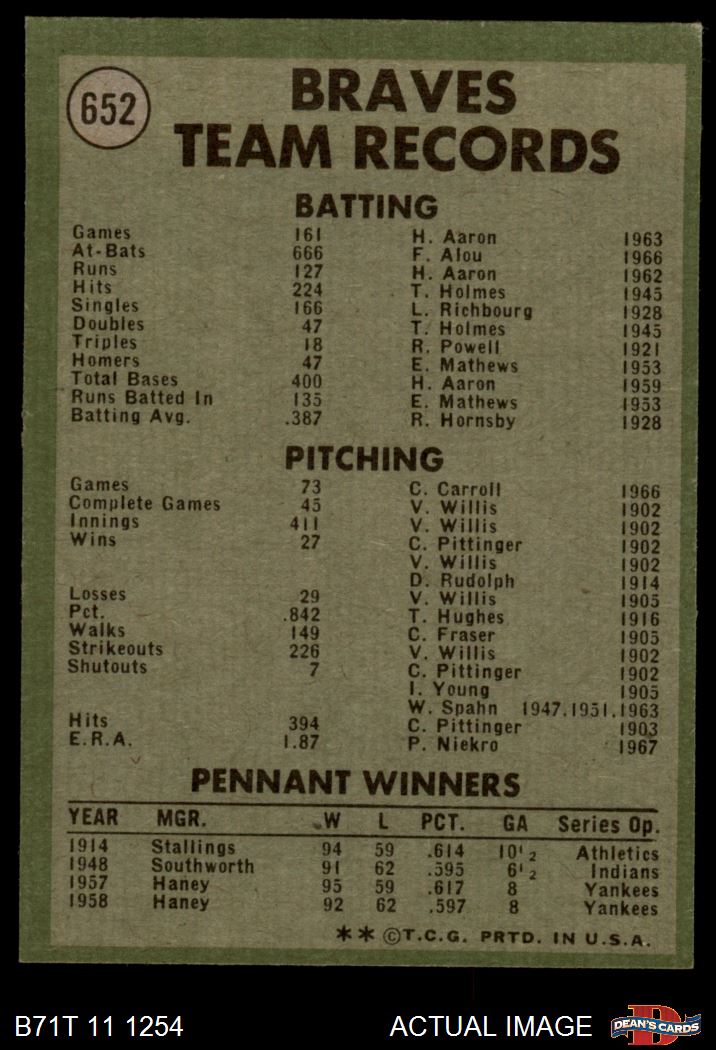 652
BRAVES
TEAM RECORDS
BATTING
Games 161 H. Aaron 1963
At-Bats 666 F. Alou 1966
Runs 127 H. Aaron 1962
Hits 224 T. Holmes 1945
Singles 166 L. Richbourg 1928
Doubles 47 T. Holmes 1945
Triples 18 R. Powell 1921
Homers 47 E. Mathews 1953
Total Bases 400 H. Aaron 1959
Runs Batted In 135 E. Mathews 1953
Batting Avg. .387 R. Hornsby 1928
PITCHING
Games 73 C. Carroll 1966
Complete Games 45 V. Willis 1902
Innings 411 V. Willis 1902
Wins 27 C. Pittinger 1902
V. Willis 1902
D. Rudolph 1914
Losses 29 V. Willis 1905
Pct. .842 T. Hughes 1916
Walks 149 C. Fraser 1905
Strikeouts 226 V. Willis 1902
Shutouts 7 C. Pittinger 1902
I. Young 1905
W. Spahn 1947,1951,1963
Hits 394 C. Pittinger 1903
E.R.A. 1.87 P. Niekro 1967
PENNANT WINNERS
YEAR MGR. W L PCT. GA Series Op.
1914 Stallings 94 59 .614 10½ Athletics
1948 Southworth 91 62 .595 6½ Indians
1957 Haney 95 59 .617 8 Yankees
1958 Haney 92 62 .597 8 Yankees
** ©T.C.G. PRTD. IN U.S.A.
B71T 11 1254 ACTUAL IMAGE
D
DEAN'S CARDS